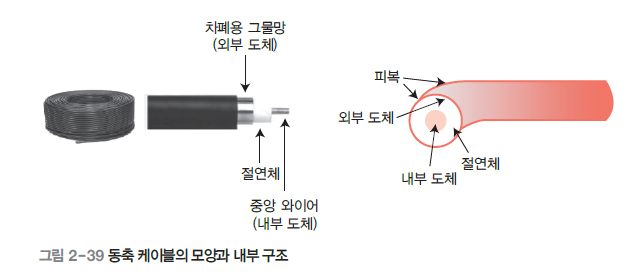 차폐용 그물망
(외부 도체)
절연체
중앙 와이어
(내부 도체)
피복
외부 도체
절연체
내부 도체
그림 2-39 동축 케이블의 모양과 내부 구조